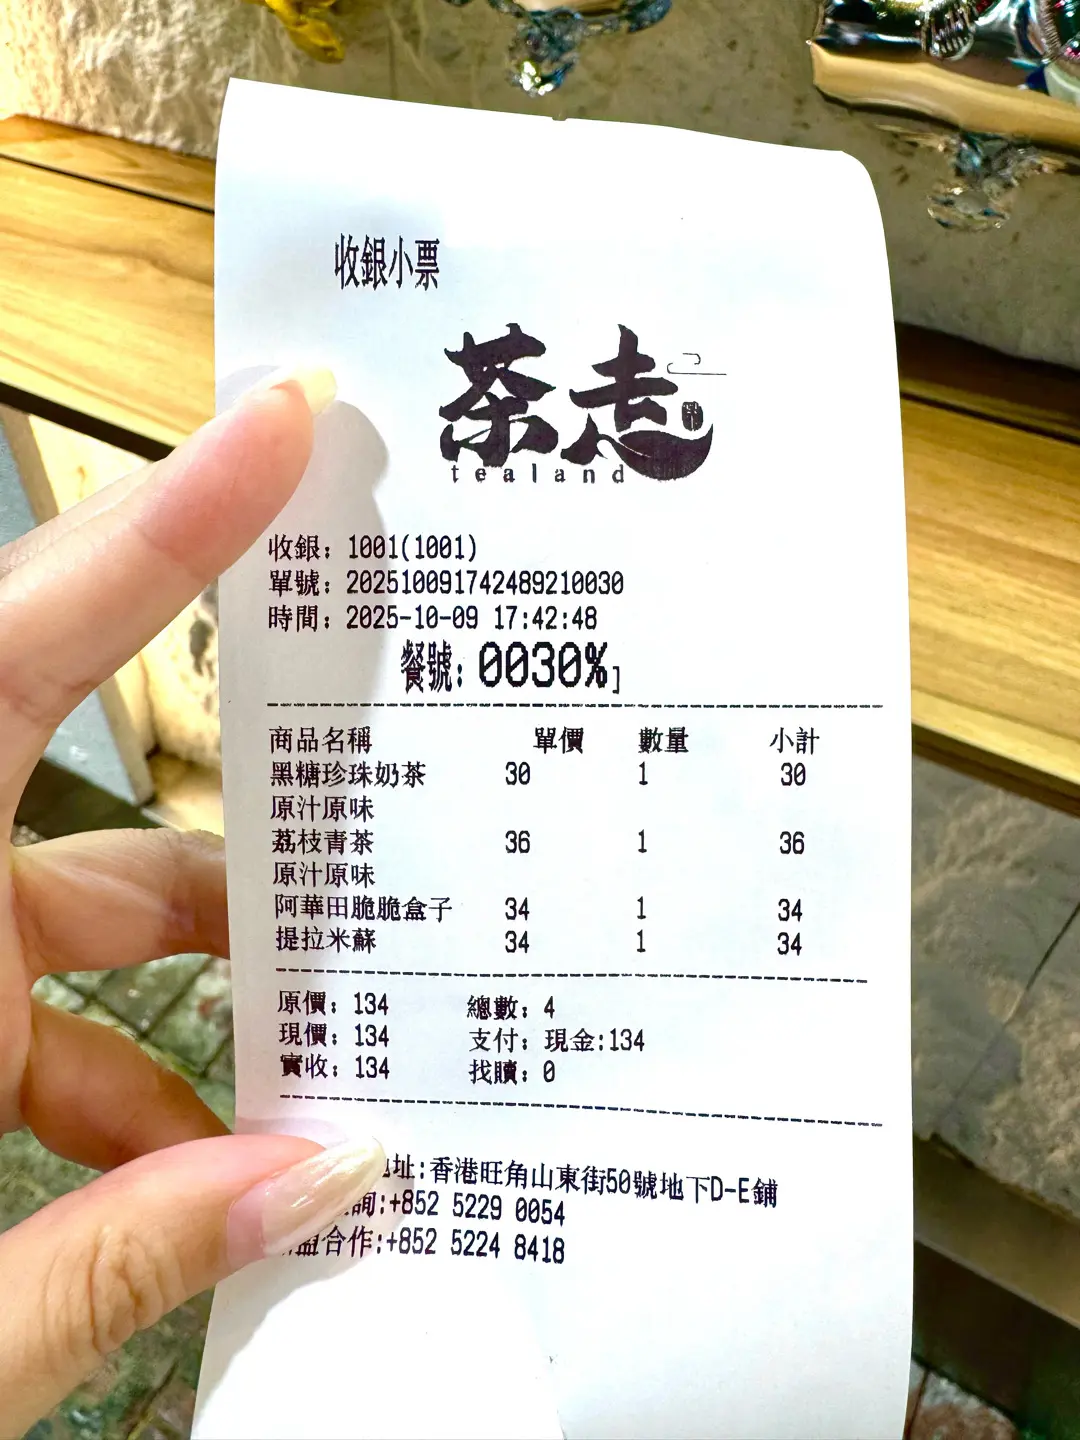 收銀小票
茶走
tealand
收銀：1001(1001)
單號：202510091742489210030
時間：2025-10-09 17:42:48
餐號：0030%]
商品名稱 單價 數量 小計
黑糖珍珠奶茶 30 1 30
原汁原味
荔枝青茶 36 1 36
原汁原味
阿華田脆脆盒子 34 1 34
提拉米蘇 34 1 34
原價：134 總數：4
現價：134 支付：現金:134
實收：134 找贖：0
址:香港旺角山東街50號地下D-E鋪
詢:+852 5229 0054
盟合作:+852 5224 8418